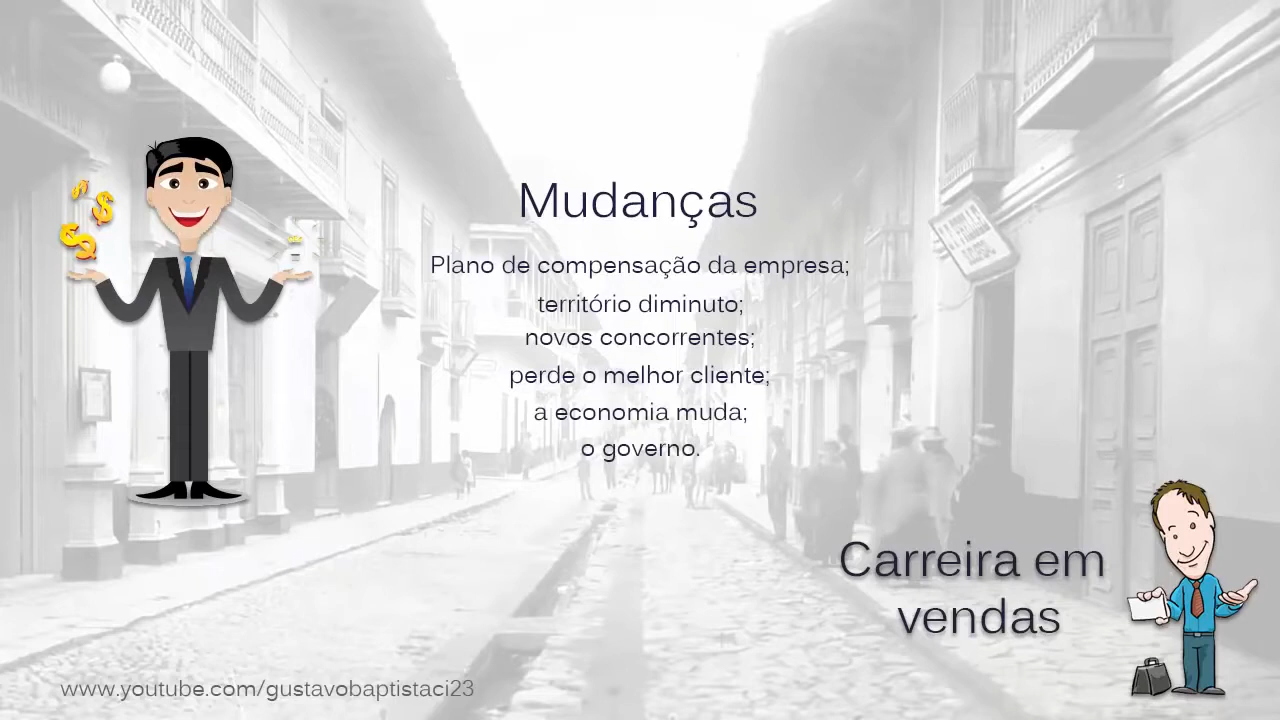 Mudanças
Plano de compensação da empresa;
território diminuto;
novos concorrentes;
perde o melhor cliente;
a economia muda;
o governo.
Carreira em
vendas
www.youtube.com/gustavobaptistaci23